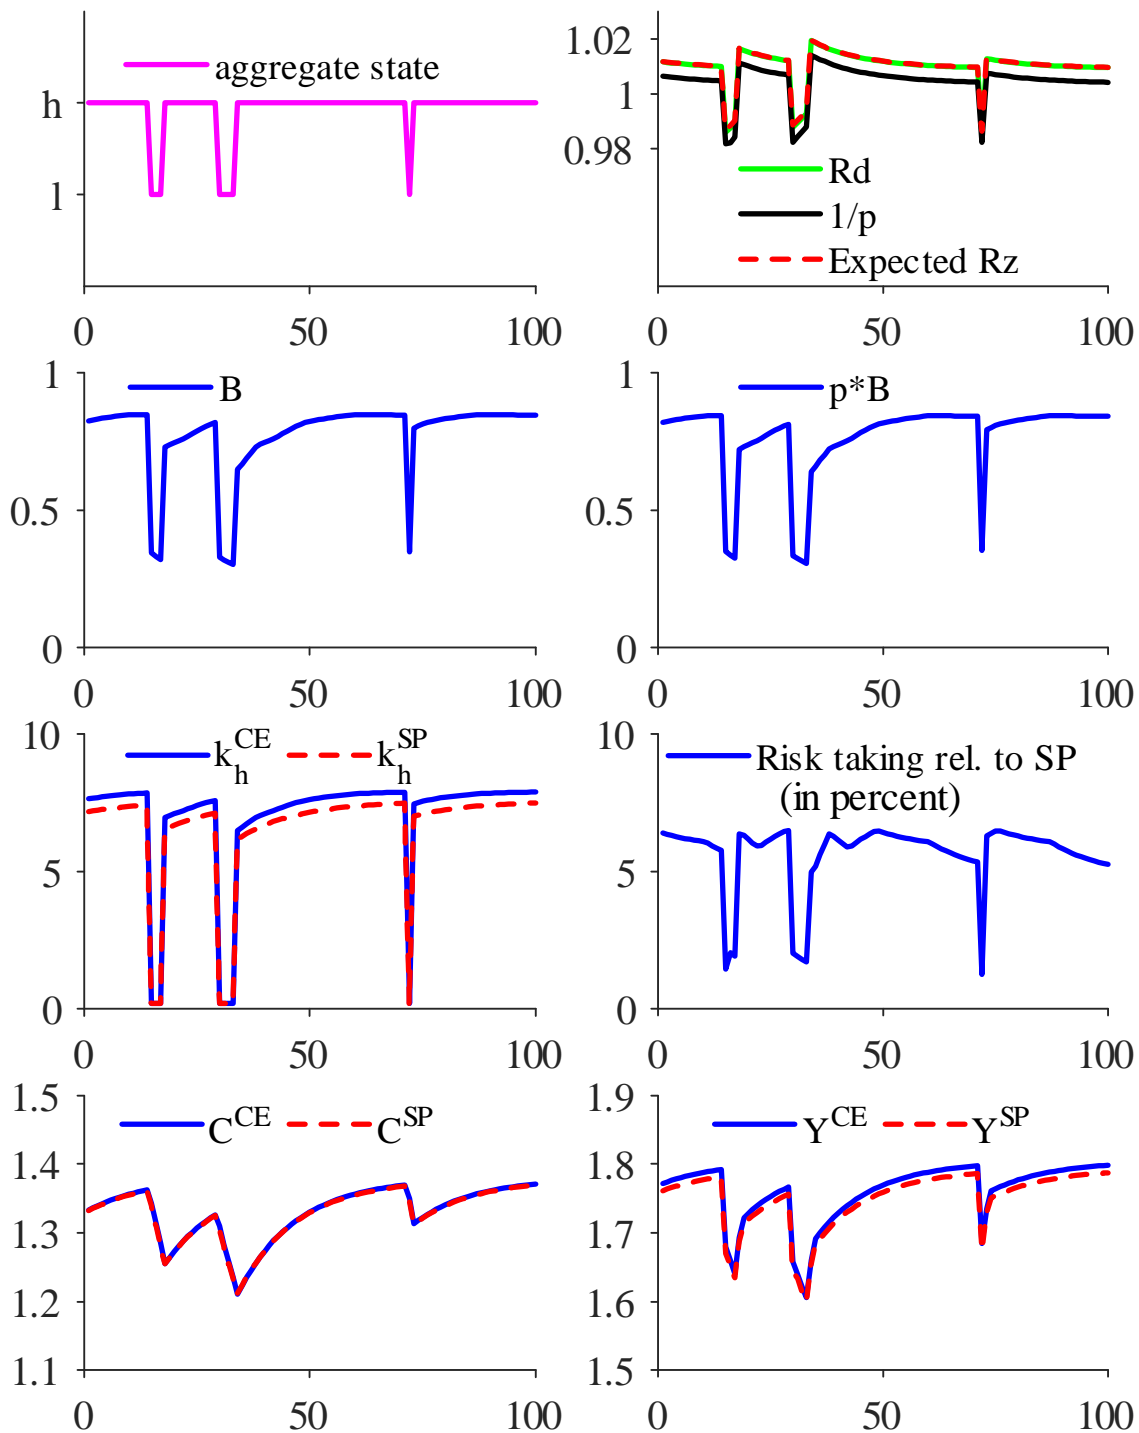 aggregate state
h
l
0 50 100
1.02
1
0.98
Rd
1/p
Expected Rz
0 50 100
1
0.5
0
B
0 50 100
1
0.5
0
p*B
0 50 100
10
5
0
k_h^CE k_h^SP
0 50 100
10
5
0
Risk taking rel. to SP
(in percent)
0 50 100
1.5
1.4
1.3
1.2
1.1
C^CE C^SP
0 50 100
1.9
1.8
1.7
1.6
1.5
Y^CE Y^SP
0 50 100